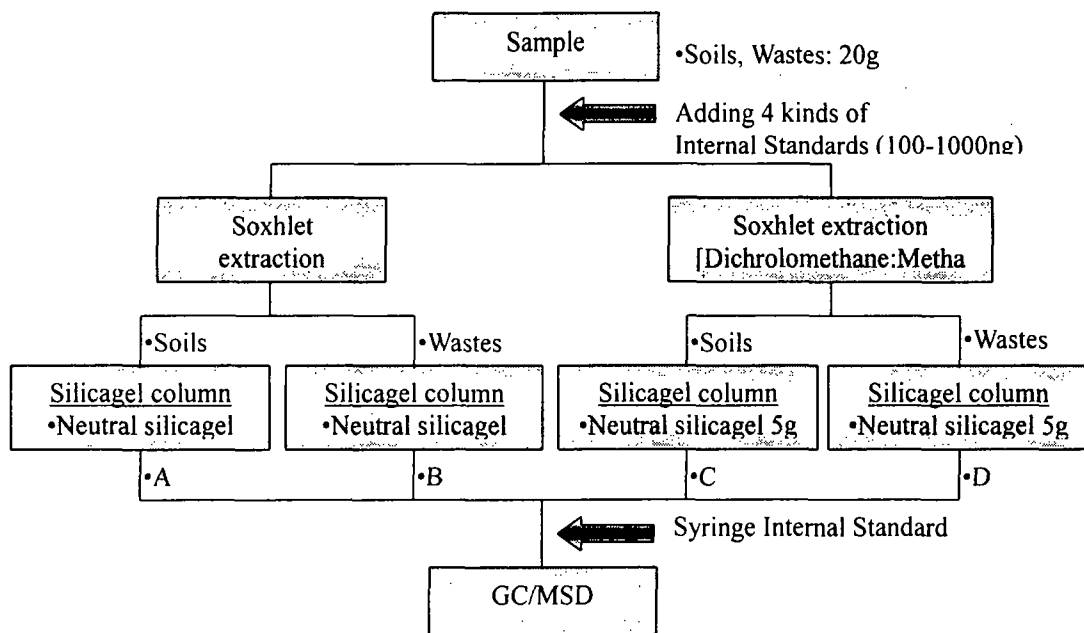 Sample
•Soils, Wastes: 20g
Adding 4 kinds of
Internal Standards (100-1000ng)
Soxhlet
extraction
Soxhlet extraction
[Dichrolomethane:Metha
•Soils
•Wastes
•Soils
•Wastes
Silicagel column
•Neutral silicagel
Silicagel column
•Neutral silicagel
Silicagel column
•Neutral silicagel 5g
Silicagel column
•Neutral silicagel 5g
•A
•B
•C
•D
Syringe Internal Standard
GC/MSD